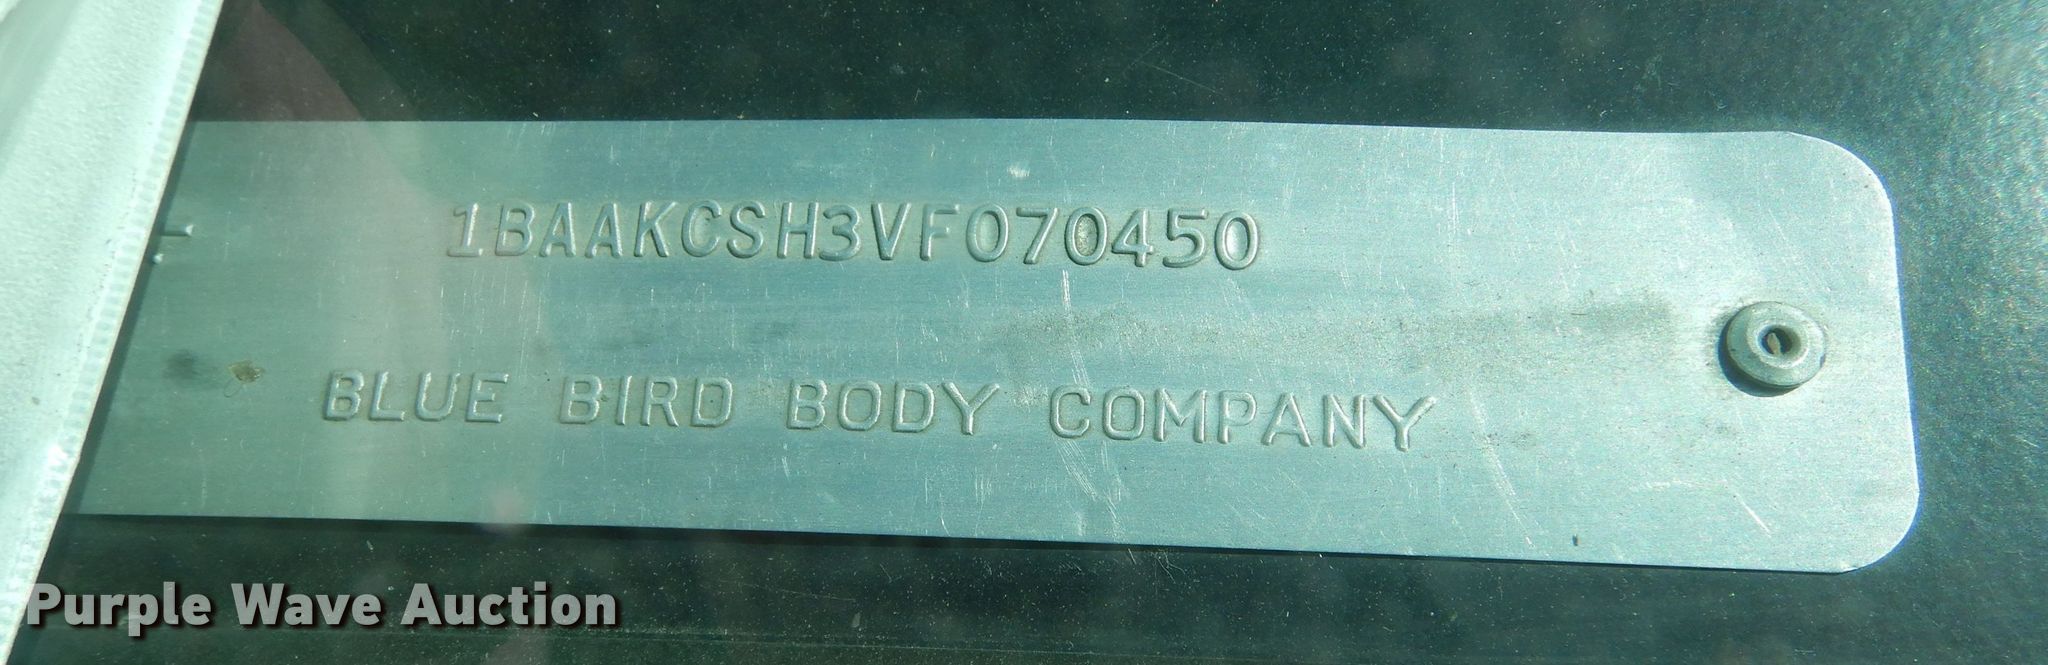 1BAAKCSH3VF070450
BLUE BIRD BODY COMPANY
Purple Wave Auction